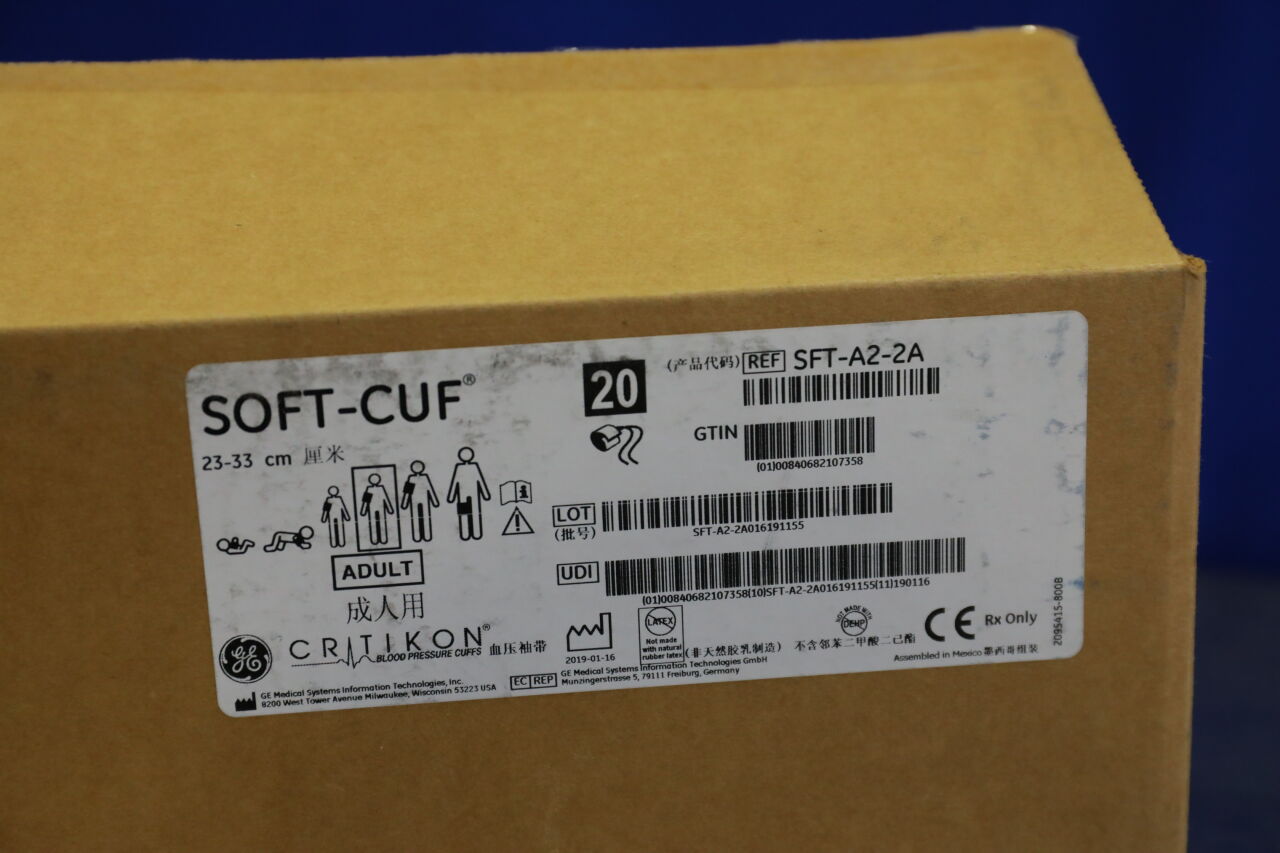 SOFT-CUF®
23-33 cm 厘米
ADULT
成人用
20
(产品代码) REF SFT-A2-2A
GTIN
(01)00840682107358
LOT
(批号)
SFT-A2-2A016191155
UDI
(01)00840682107358(10)SFT-A2-2A016191155(11)190116
GE
CRITIKON®
BLOOD PRESSURE CUFFS
血压袖带
2019-01-16
LATEX
Not made
with natural
rubber latex
(非天然胶乳制造)
NOT MADE WITH
DEHP
不含邻苯二甲酸二己酯
CE
Rx Only
Assembled in Mexico 墨西哥组装
GE Medical Systems Information Technologies, Inc.
8200 West Tower Avenue Milwaukee, Wisconsin 53223 USA
EC REP
GE Medical Systems Information Technologies GmbH
Munzingerstrasse 5, 79111 Freiburg, Germany
2095415-800B